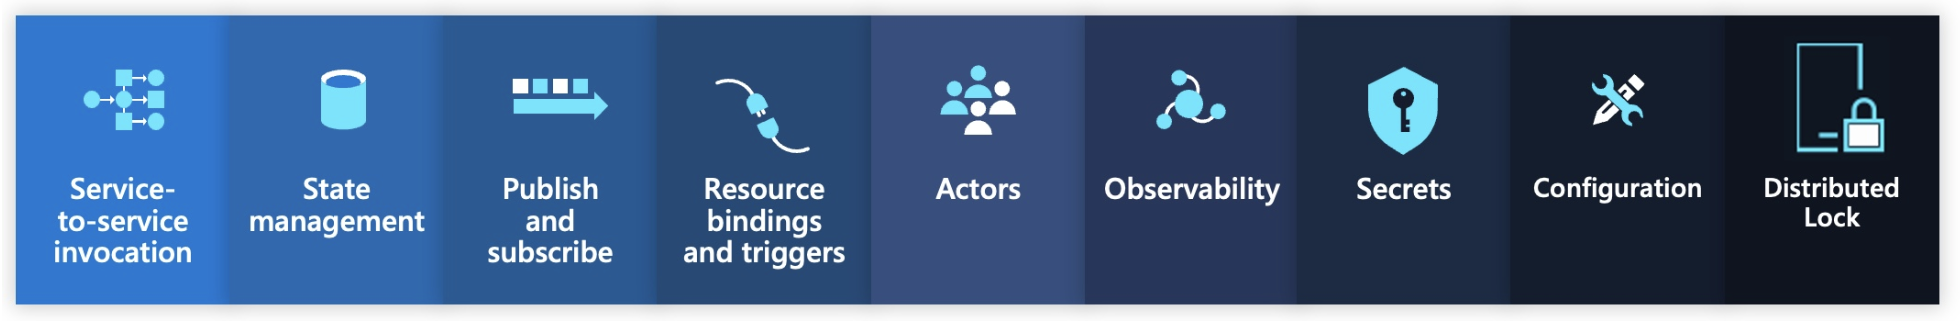 Service-
to-service
invocation
State
management
Publish
and
subscribe
Resource
bindings
and triggers
Actors
Observability
Secrets
Configuration
Distributed
Lock